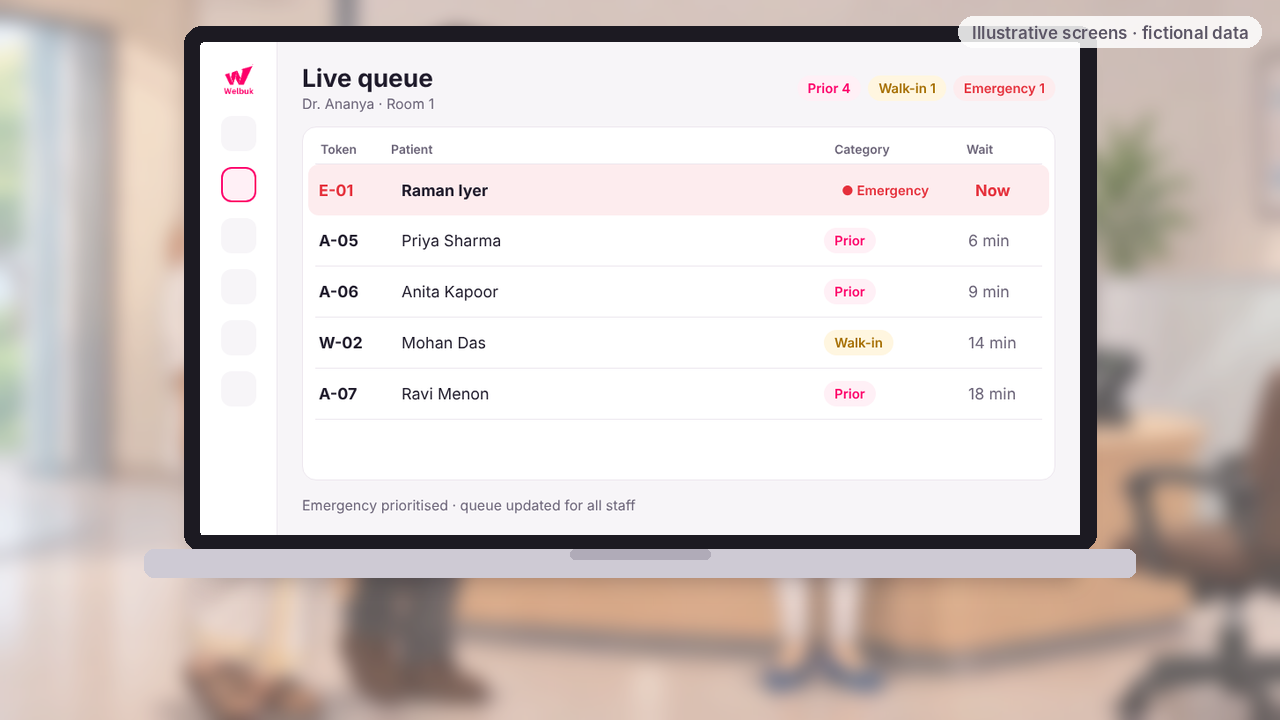 Illustrative screens · fictional data
Welbuk
Live queue
Dr. Ananya · Room 1
Prior 4
Walk-in 1
Emergency 1
Token Patient Category Wait
E-01 Raman Iyer Emergency Now
A-05 Priya Sharma Prior 6 min
A-06 Anita Kapoor Prior 9 min
W-02 Mohan Das Walk-in 14 min
A-07 Ravi Menon Prior 18 min
Emergency prioritised · queue updated for all staff